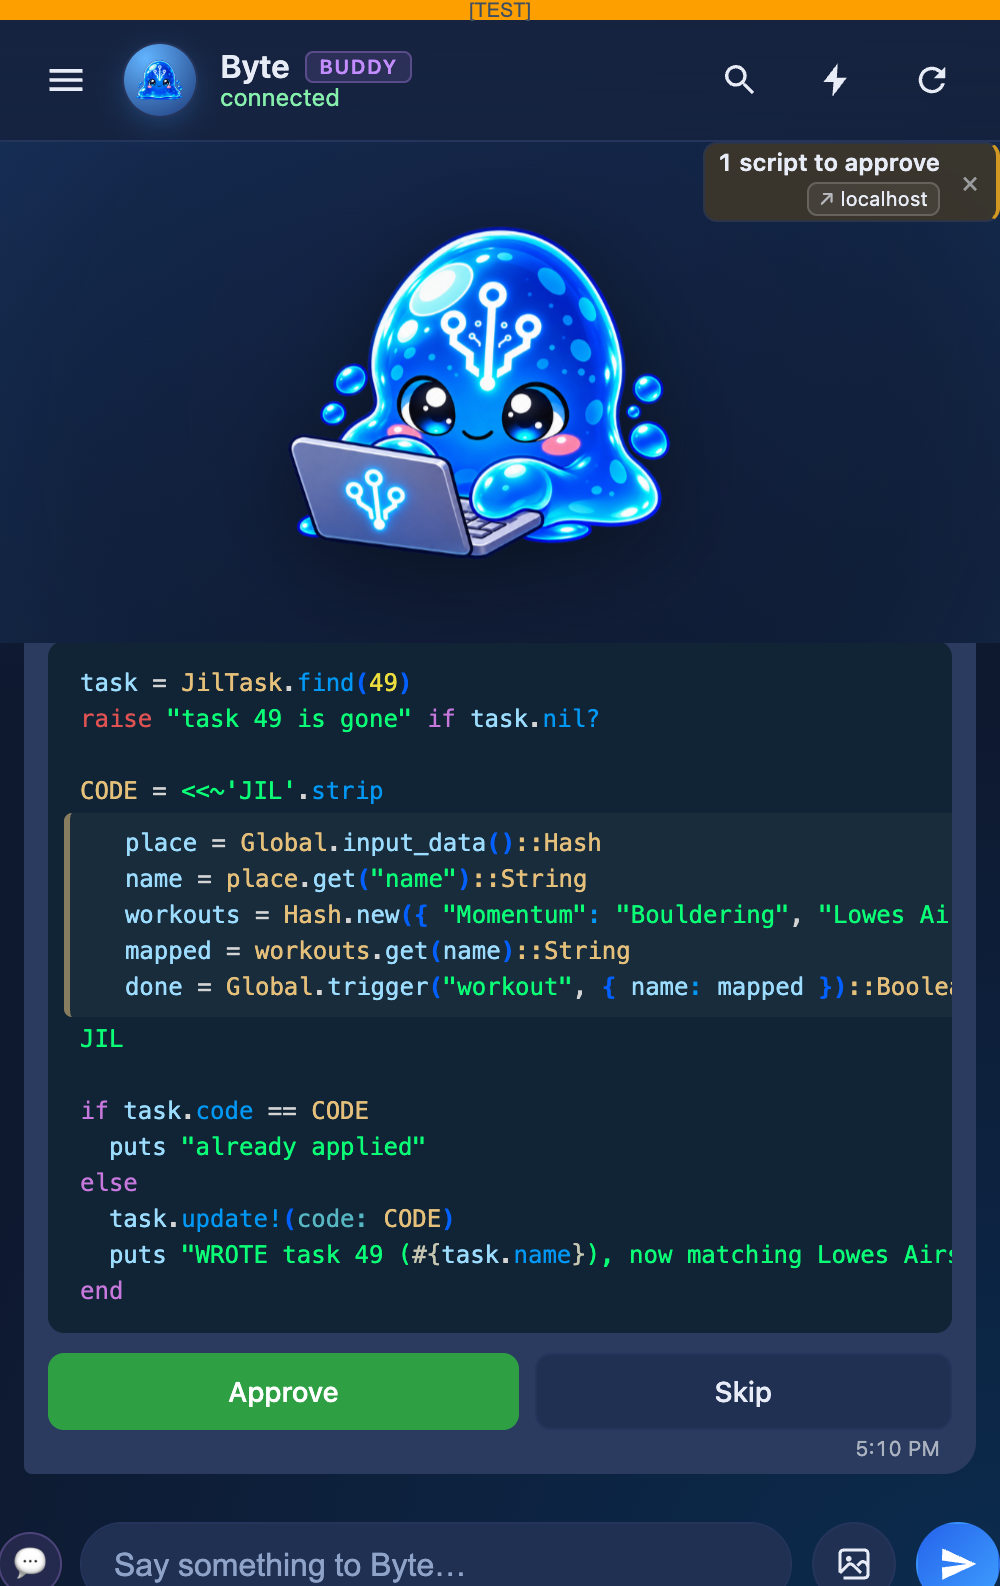 [TEST]
Byte BUDDY
connected
1 script to approve
↗ localhost ×
task = JilTask.find(49)
raise "task 49 is gone" if task.nil?
CODE = <<~'JIL'.strip
place = Global.input_data()::Hash
name = place.get("name")::String
workouts = Hash.new({ "Momentum": "Bouldering", "Lowes Ai
mapped = workouts.get(name)::String
done = Global.trigger("workout", { name: mapped })::Boolea
JIL
if task.code == CODE
puts "already applied"
else
task.update!(code: CODE)
puts "WROTE task 49 (#{task.name}), now matching Lowes Airs
end
Approve
Skip
5:10 PM
Say something to Byte…